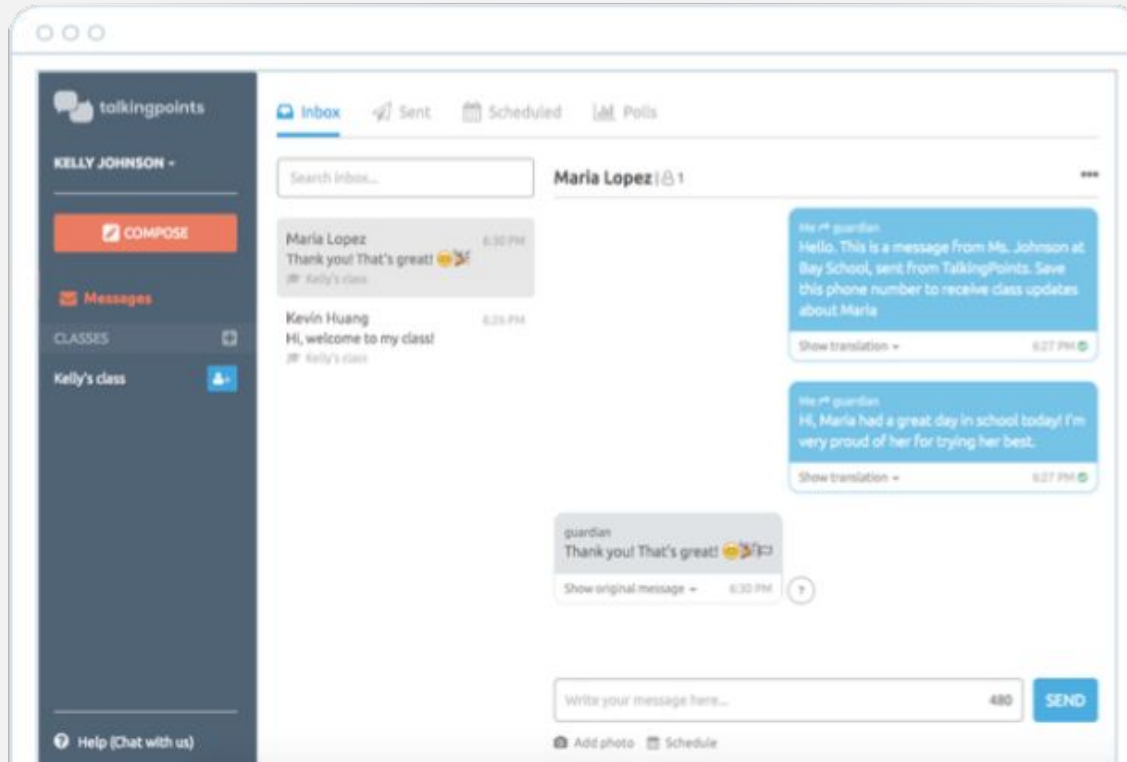 talkingpoints
KELLY JOHNSON
COMPOSE
Messages
CLASSES
Kelly's class
Help (Chat with us)
Inbox Sent Scheduled Polls
Search inbox...
Maria Lopez 6:30 PM
Thank you! That's great!
Kelly's class
Kevin Huang 6:26 PM
Hi, welcome to my class!
Kelly's class
Maria Lopez | 1
Me guardian
Hello. This is a message from Ms. Johnson at
Bay School, sent from TalkingPoints. Save
this phone number to receive class updates
about Maria
Show translation 6:27 PM
Me guardian
Hi, Maria had a great day in school today! I'm
very proud of her for trying her best.
Show translation 6:27 PM
guardian
Thank you! That's great!
Show original message 6:30 PM
?
Write your message here... 480 SEND
Add photo Schedule